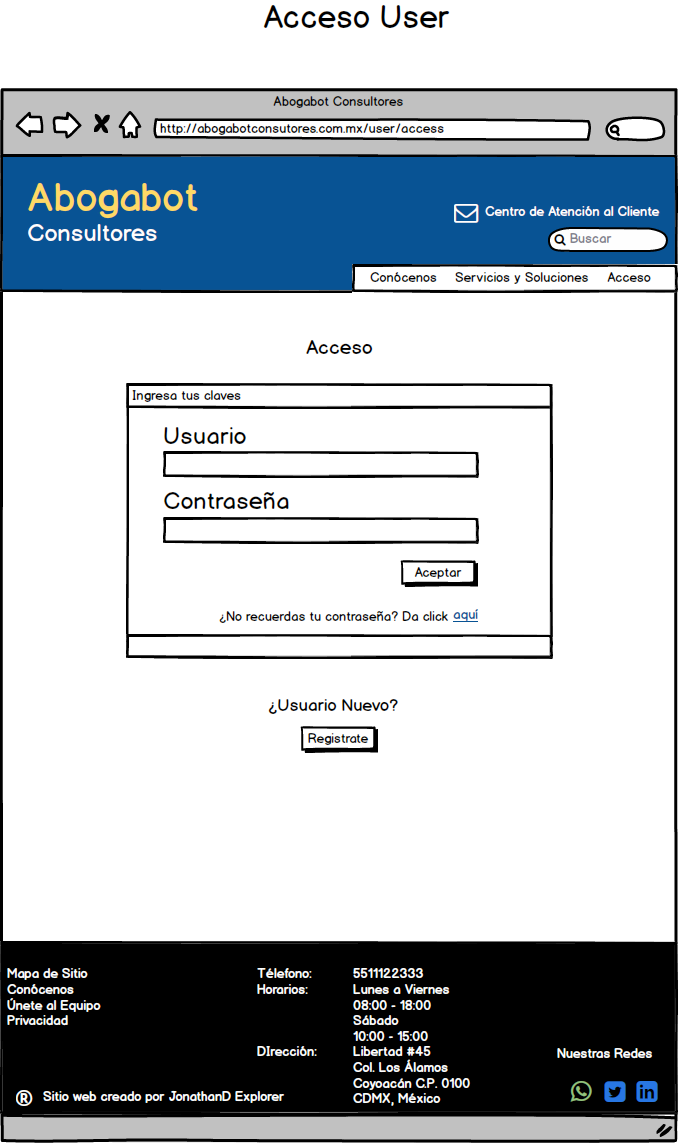 Acceso User
Abogabot Consultores
http://abogabotconsutores.com.mx/user/access
Abogabot
Consultores
Centro de Atención al Cliente
Buscar
Conócenos Servicios y Soluciones Acceso
Acceso
Ingresa tus claves
Usuario
Contraseña
Aceptar
¿No recuerdas tu contraseña? Da click aquí
¿Usuario Nuevo?
Registrate
Mapa de Sitio
Conócenos
Únete al Equipo
Privacidad
Télefono: 5511122333
Horarios: Lunes a Viernes
08:00 - 18:00
Sábado
10:00 - 15:00
DIrección: Libertad #45
Col. Los Álamos
Coyoacán C.P. 0100
CDMX, México
Nuestras Redes
® Sitio web creado por JonathanD Explorer